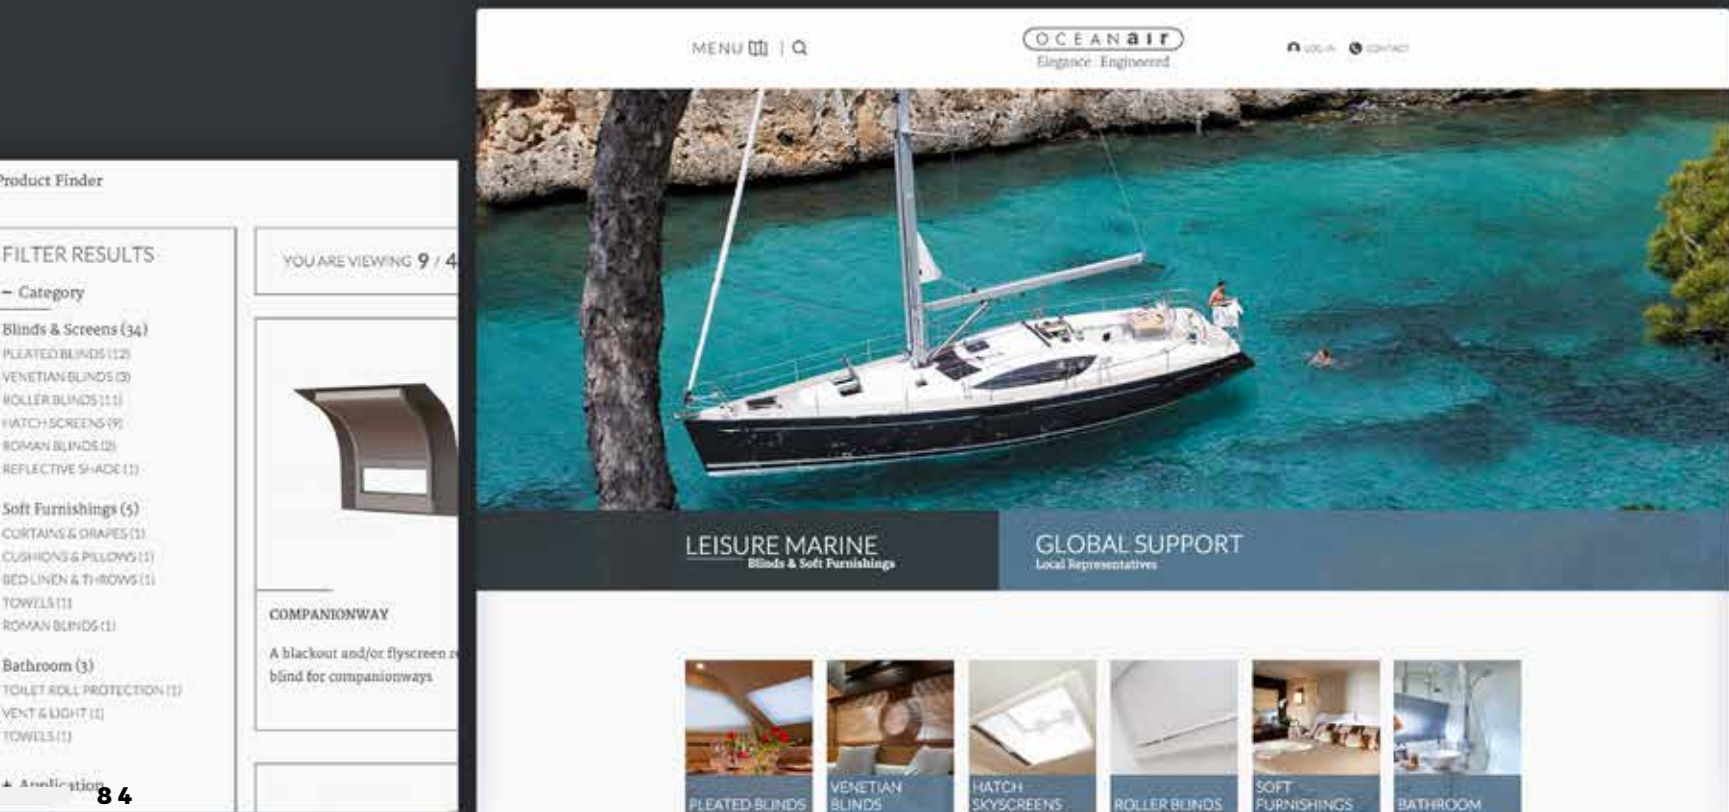 MENU
OCEANair
Elegance. Engineered
LOG IN
CONTACT
Product Finder
FILTER RESULTS
– Category
Blinds & Screens (34)
PLEATED BLINDS (12)
VENETIAN BLINDS (3)
ROLLER BLINDS (11)
HATCH SCREENS (9)
ROMAN BLINDS (2)
REFLECTIVE SHADE (1)
Soft Furnishings (5)
CURTAINS & DRAPES (1)
CUSHIONS & PILLOWS (1)
BED LINEN & THROWS (1)
TOWELS (1)
ROMAN BLINDS (1)
Bathroom (3)
TOILET ROLL PROTECTION (1)
VENT & LIGHT (1)
TOWELS (1)
+ Application
84
YOU ARE VIEWING 9 / 4
COMPANIONWAY
A blackout and/or flyscreen
blind for companionways
LEISURE MARINE
Blinds & Soft Furnishings
GLOBAL SUPPORT
Local Representatives
PLEATED BLINDS
VENETIAN
BLINDS
HATCH
SKYSCREENS
ROLLER BLINDS
SOFT
FURNISHINGS
BATHROOM